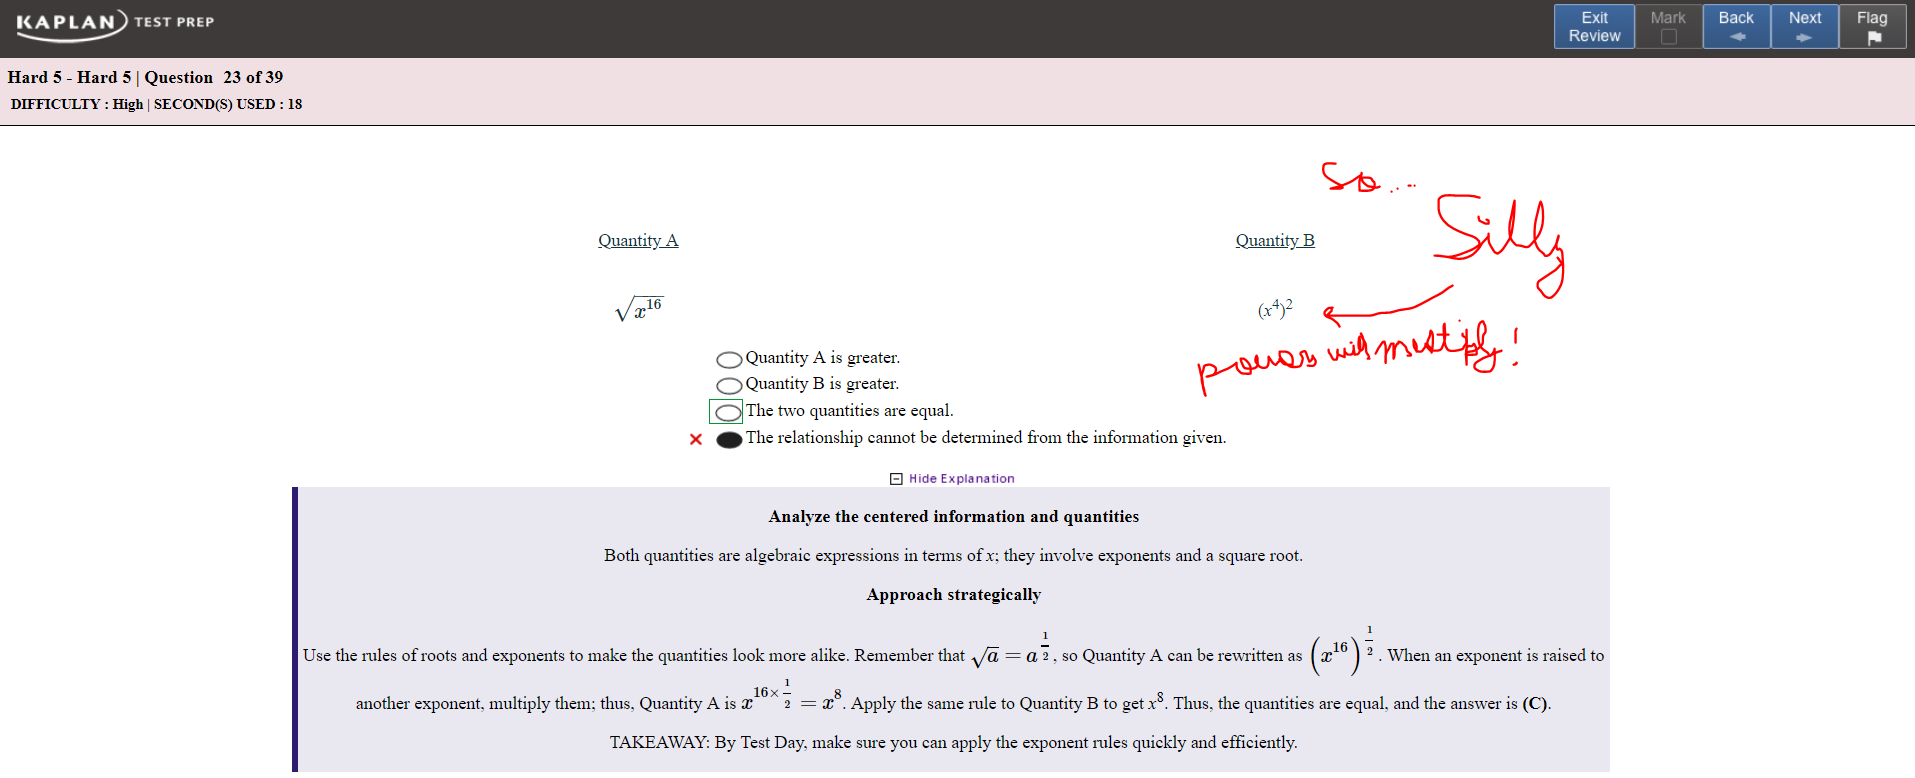 KAPLAN TEST PREP
Exit Review
Mark
Back
Next
Flag
Hard 5 - Hard 5 | Question 23 of 39
DIFFICULTY : High | SECOND(S) USED : 18
So....
Silly
Quantity A
Quantity B
√x^16
(x^4)^2
powers will multiply!
Quantity A is greater.
Quantity B is greater.
The two quantities are equal.
The relationship cannot be determined from the information given.
Hide Explanation
Analyze the centered information and quantities
Both quantities are algebraic expressions in terms of x; they involve exponents and a square root.
Approach strategically
Use the rules of roots and exponents to make the quantities look more alike. Remember that √a = a^(1/2), so Quantity A can be rewritten as (x^16)^(1/2). When an exponent is raised to
another exponent, multiply them; thus, Quantity A is x^(16×1/2) = x^8. Apply the same rule to Quantity B to get x^8. Thus, the quantities are equal, and the answer is (C).
TAKEAWAY: By Test Day, make sure you can apply the exponent rules quickly and efficiently.